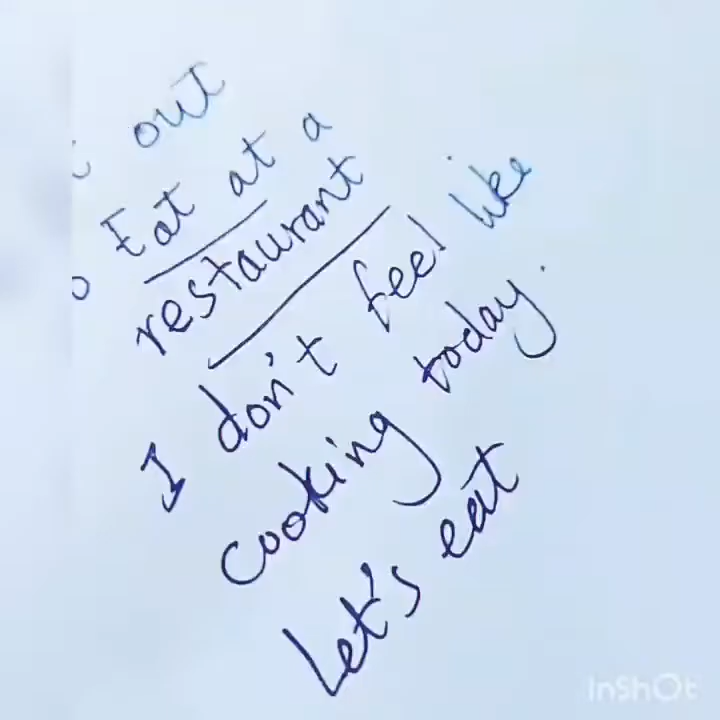 out
Eat at a
restaurant
I don't feel like
cooking today.
Let's eat
InShOt